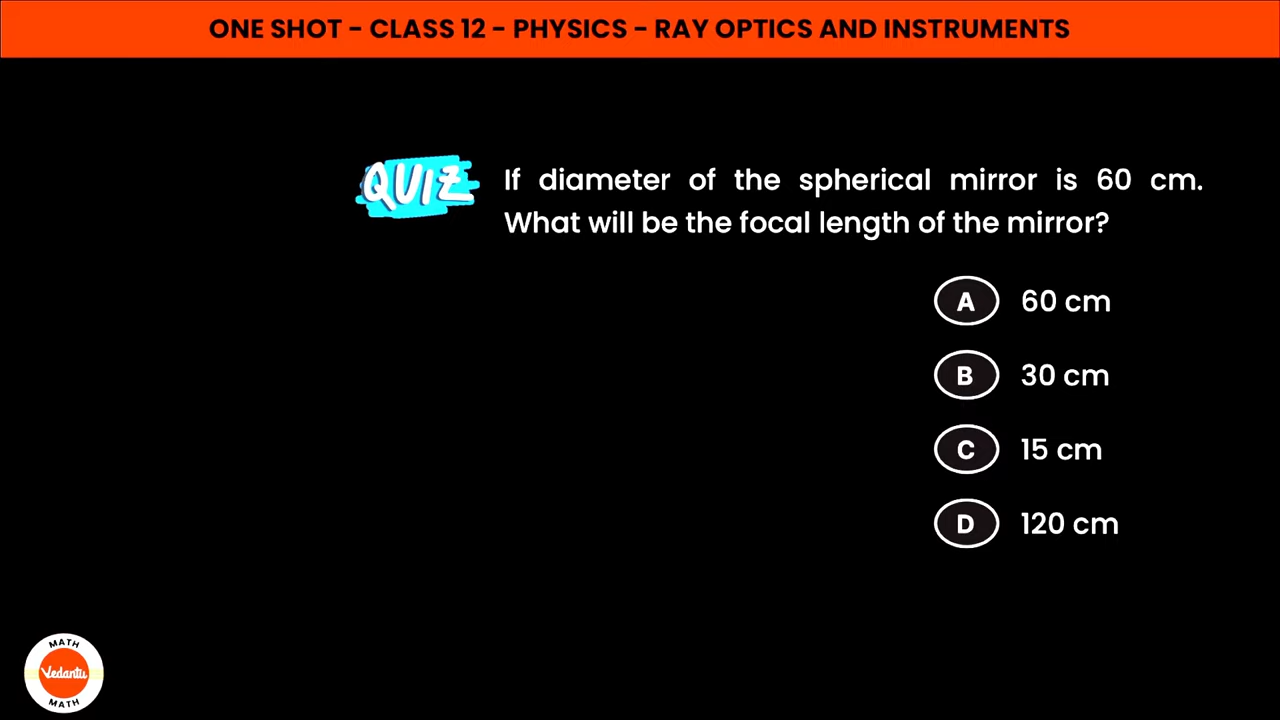 ONE SHOT - CLASS 12 - PHYSICS - RAY OPTICS AND INSTRUMENTS
QUIZ
If diameter of the spherical mirror is 60 cm.
What will be the focal length of the mirror?
A 60 cm
B 30 cm
C 15 cm
D 120 cm
MATH
Vedantu
MATH